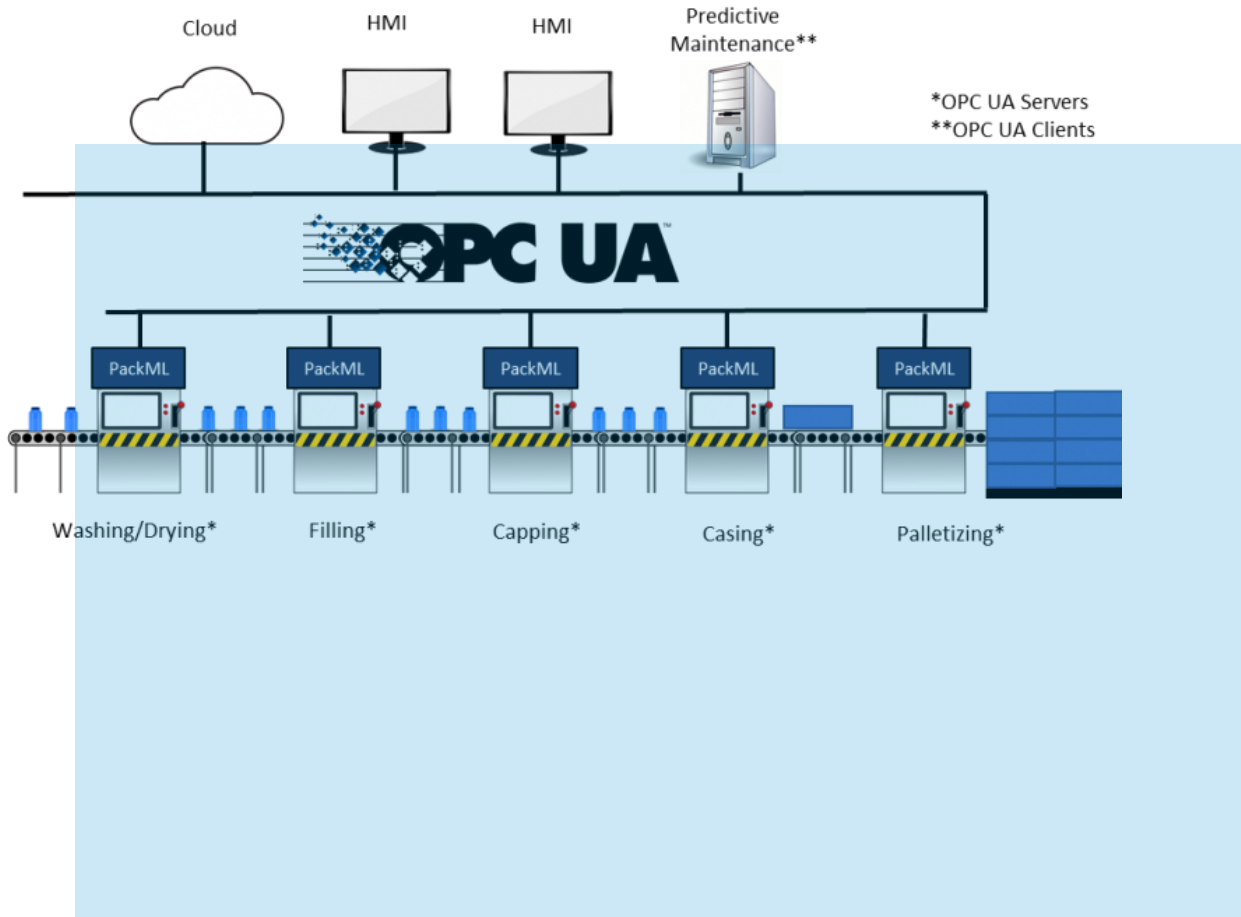 Cloud
HMI
HMI
Predictive
Maintenance**
*OPC UA Servers
**OPC UA Clients
OPC UA™
PackML
PackML
PackML
PackML
PackML
Washing/Drying*
Filling*
Capping*
Casing*
Palletizing*